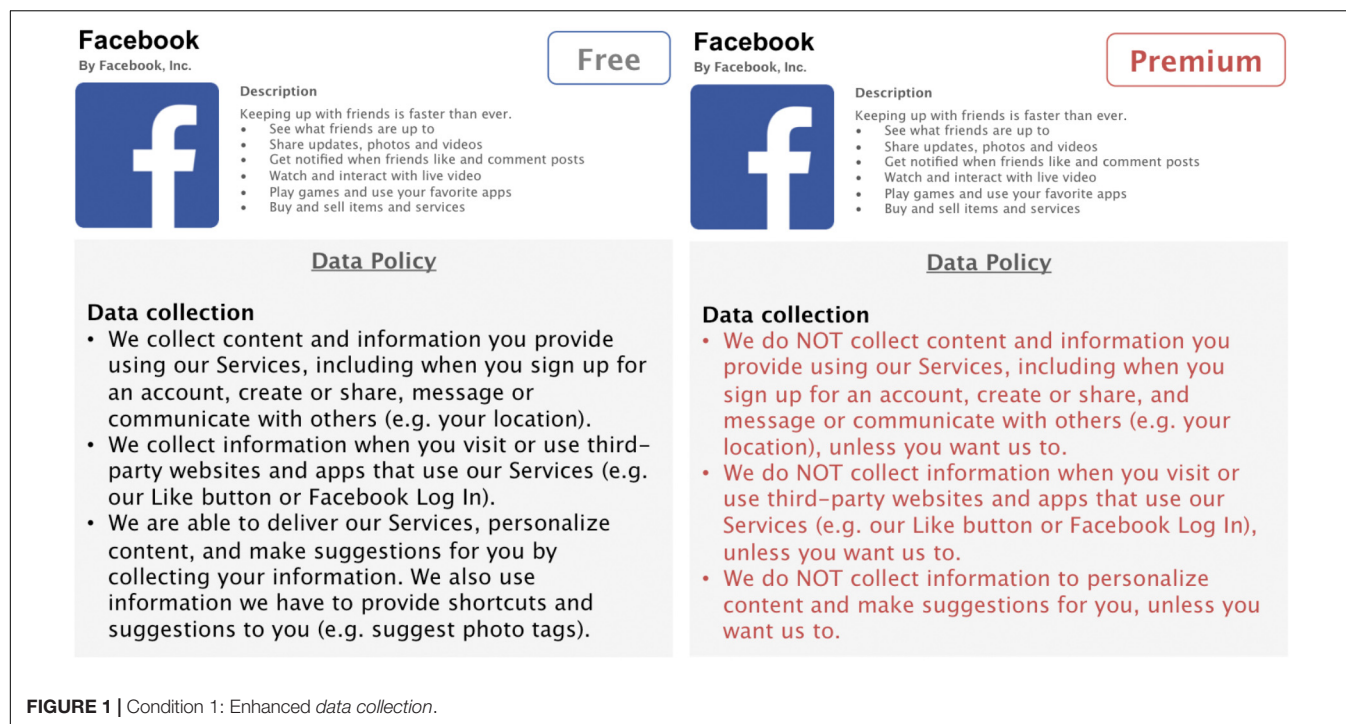 Facebook
By Facebook, Inc.
Free
Description
Keeping up with friends is faster than ever.
• See what friends are up to
• Share updates, photos and videos
• Get notified when friends like and comment posts
• Watch and interact with live video
• Play games and use your favorite apps
• Buy and sell items and services
Data Policy
Data collection
• We collect content and information you provide
using our Services, including when you sign up for
an account, create or share, message or
communicate with others (e.g. your location).
• We collect information when you visit or use third-
party websites and apps that use our Services (e.g.
our Like button or Facebook Log In).
• We are able to deliver our Services, personalize
content, and make suggestions for you by
collecting your information. We also use
information we have to provide shortcuts and
suggestions to you (e.g. suggest photo tags).
Facebook
By Facebook, Inc.
Premium
Description
Keeping up with friends is faster than ever.
• See what friends are up to
• Share updates, photos and videos
• Get notified when friends like and comment posts
• Watch and interact with live video
• Play games and use your favorite apps
• Buy and sell items and services
Data Policy
Data collection
• We do NOT collect content and information you
provide using our Services, including when you
sign up for an account, create or share, and
message or communicate with others (e.g. your
location), unless you want us to.
• We do NOT collect information when you visit or
use third-party websites and apps that use our
Services (e.g. our Like button or Facebook Log In),
unless you want us to.
• We do NOT collect information to personalize
content and make suggestions for you, unless you
want us to.
FIGURE 1 | Condition 1: Enhanced data collection.